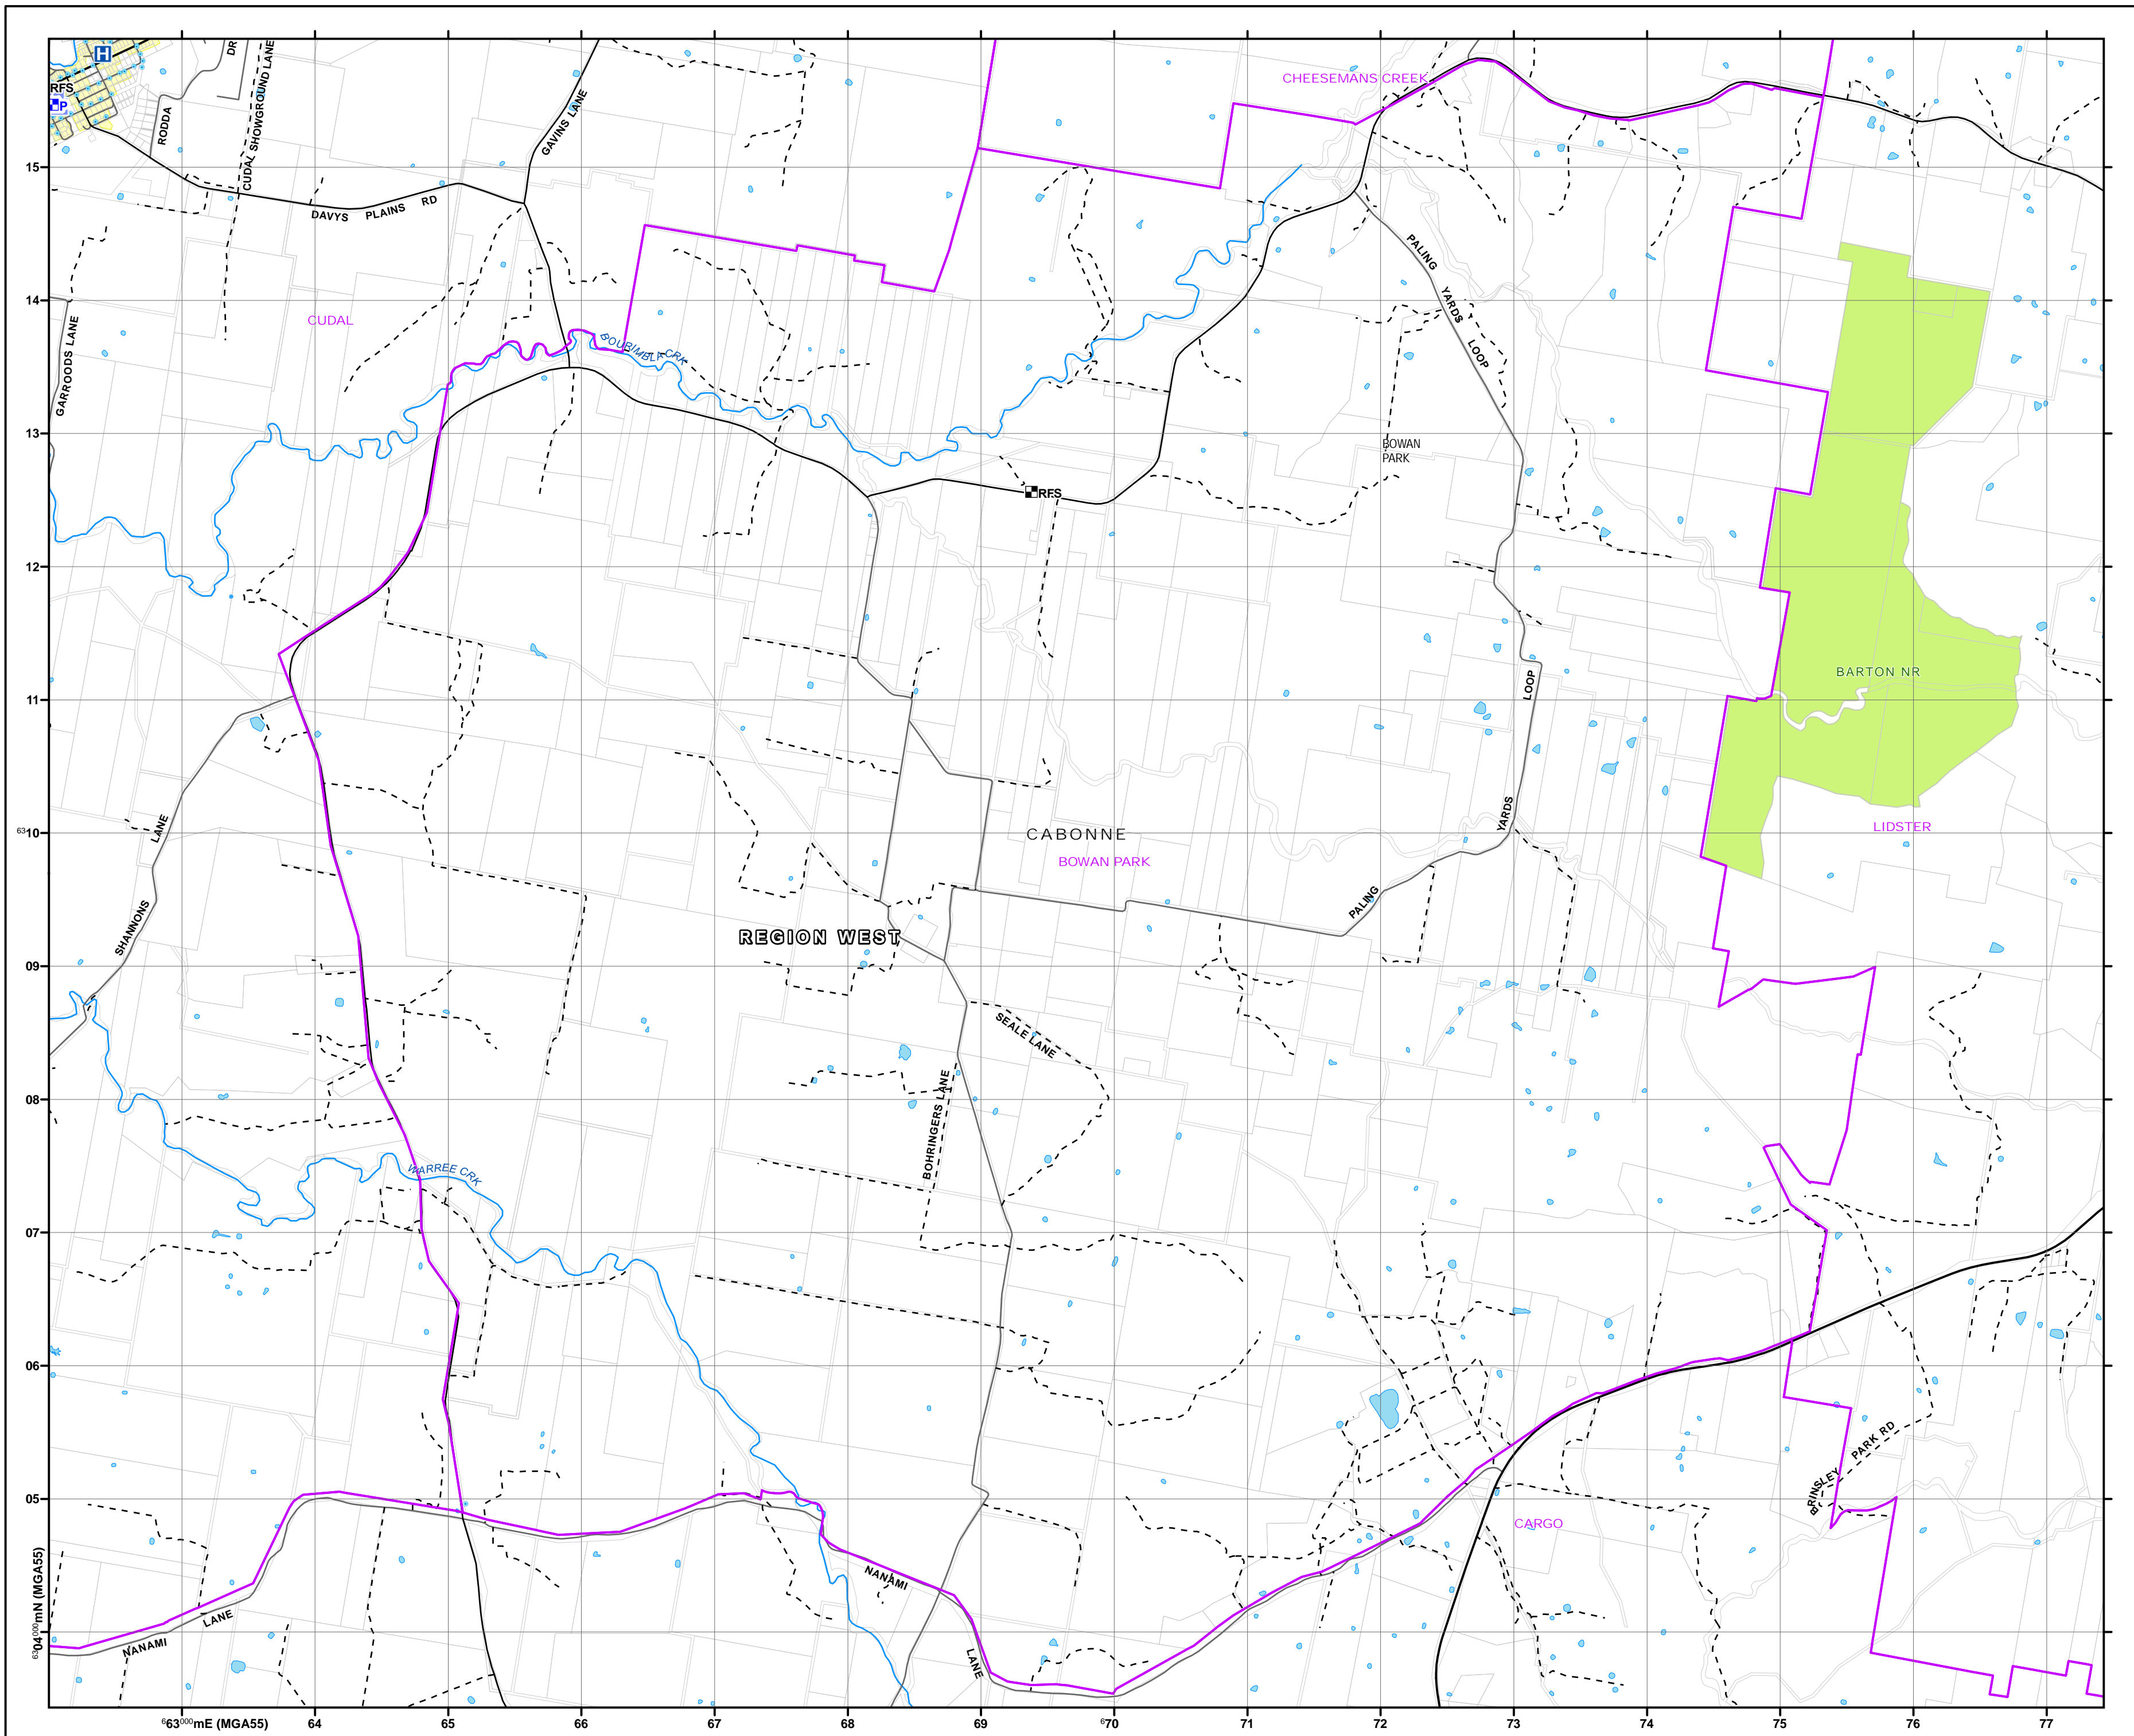 H
DR
CUDAL SHOWGROUND LANE
CHEESEMANS CREEK
RFS
P
RODDA
GAVINS LANE
15
DAVYS PLAINS RD
PALING
YARDS
LOOP
14
CUDAL
GARROODS LANE
BOUBIMBLA CRK
13
BOWAN
PARK
RFS
12
BARTON NR
11
LOOP
6310
LANE
YARDS
CABONNE
LIDSTER
BOWAN PARK
SHANNONS
PALING
REGION WEST
09
SEALE LANE
BOHRINGERS LANE
08
WARREE CRK
07
06
PARK RD
BRINSLEY
05
CARGO
NANAMI
LANE
NANAMI
LANE
6304000mN (MGA55)
663000mE (MGA55) 64 65 66 67 68 69 670 71 72 73 74 75 76 77